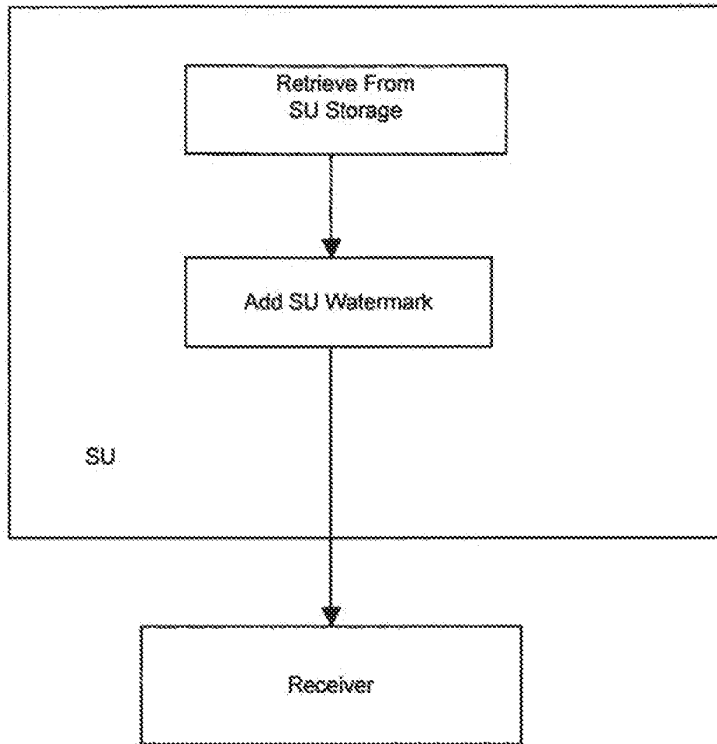 Retrieve From
SU Storage
Add SU Watermark
SU
Receiver